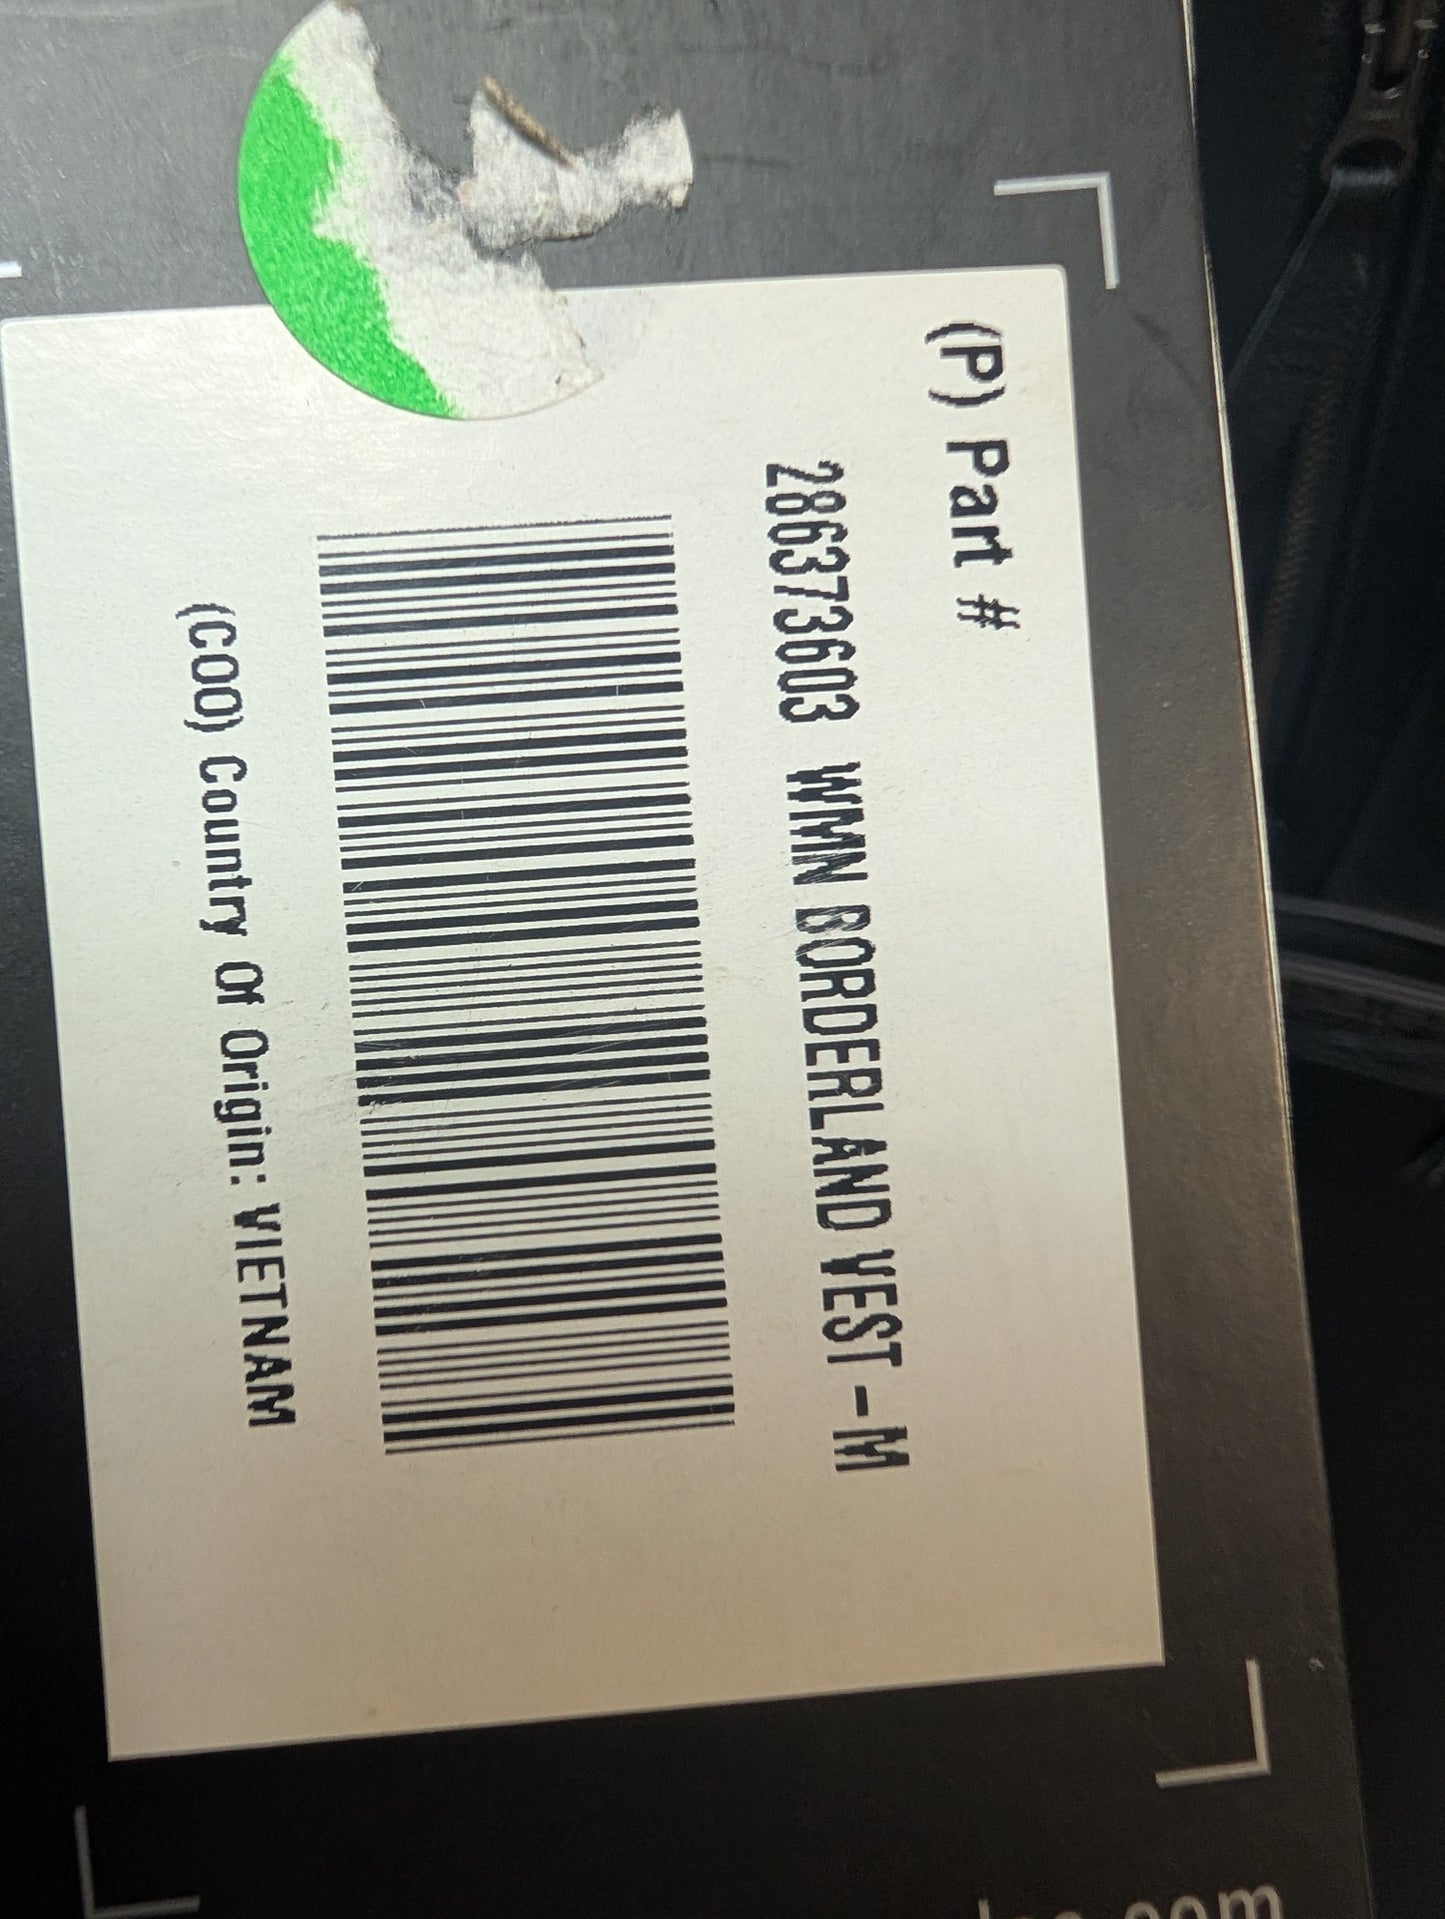 (P) Part #
286373603 WMN BORDERLAND VEST - M
(COO) Country Of Origin: VIETNAM